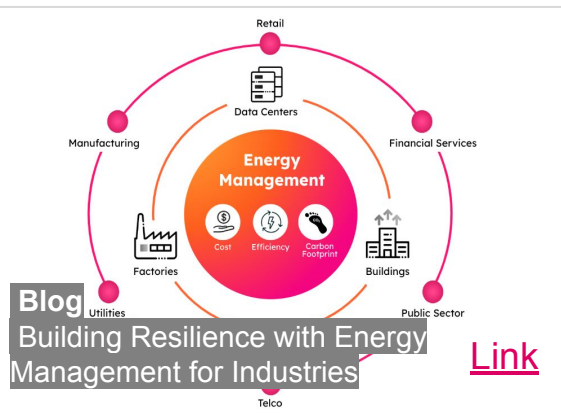 Retail
Data Centers
Manufacturing
Financial Services
Energy
Management
Cost
Efficiency
Carbon
Footprint
Factories
Buildings
Utilities
Public Sector
Blog
Building Resilience with Energy
Management for Industries
Link
Telco